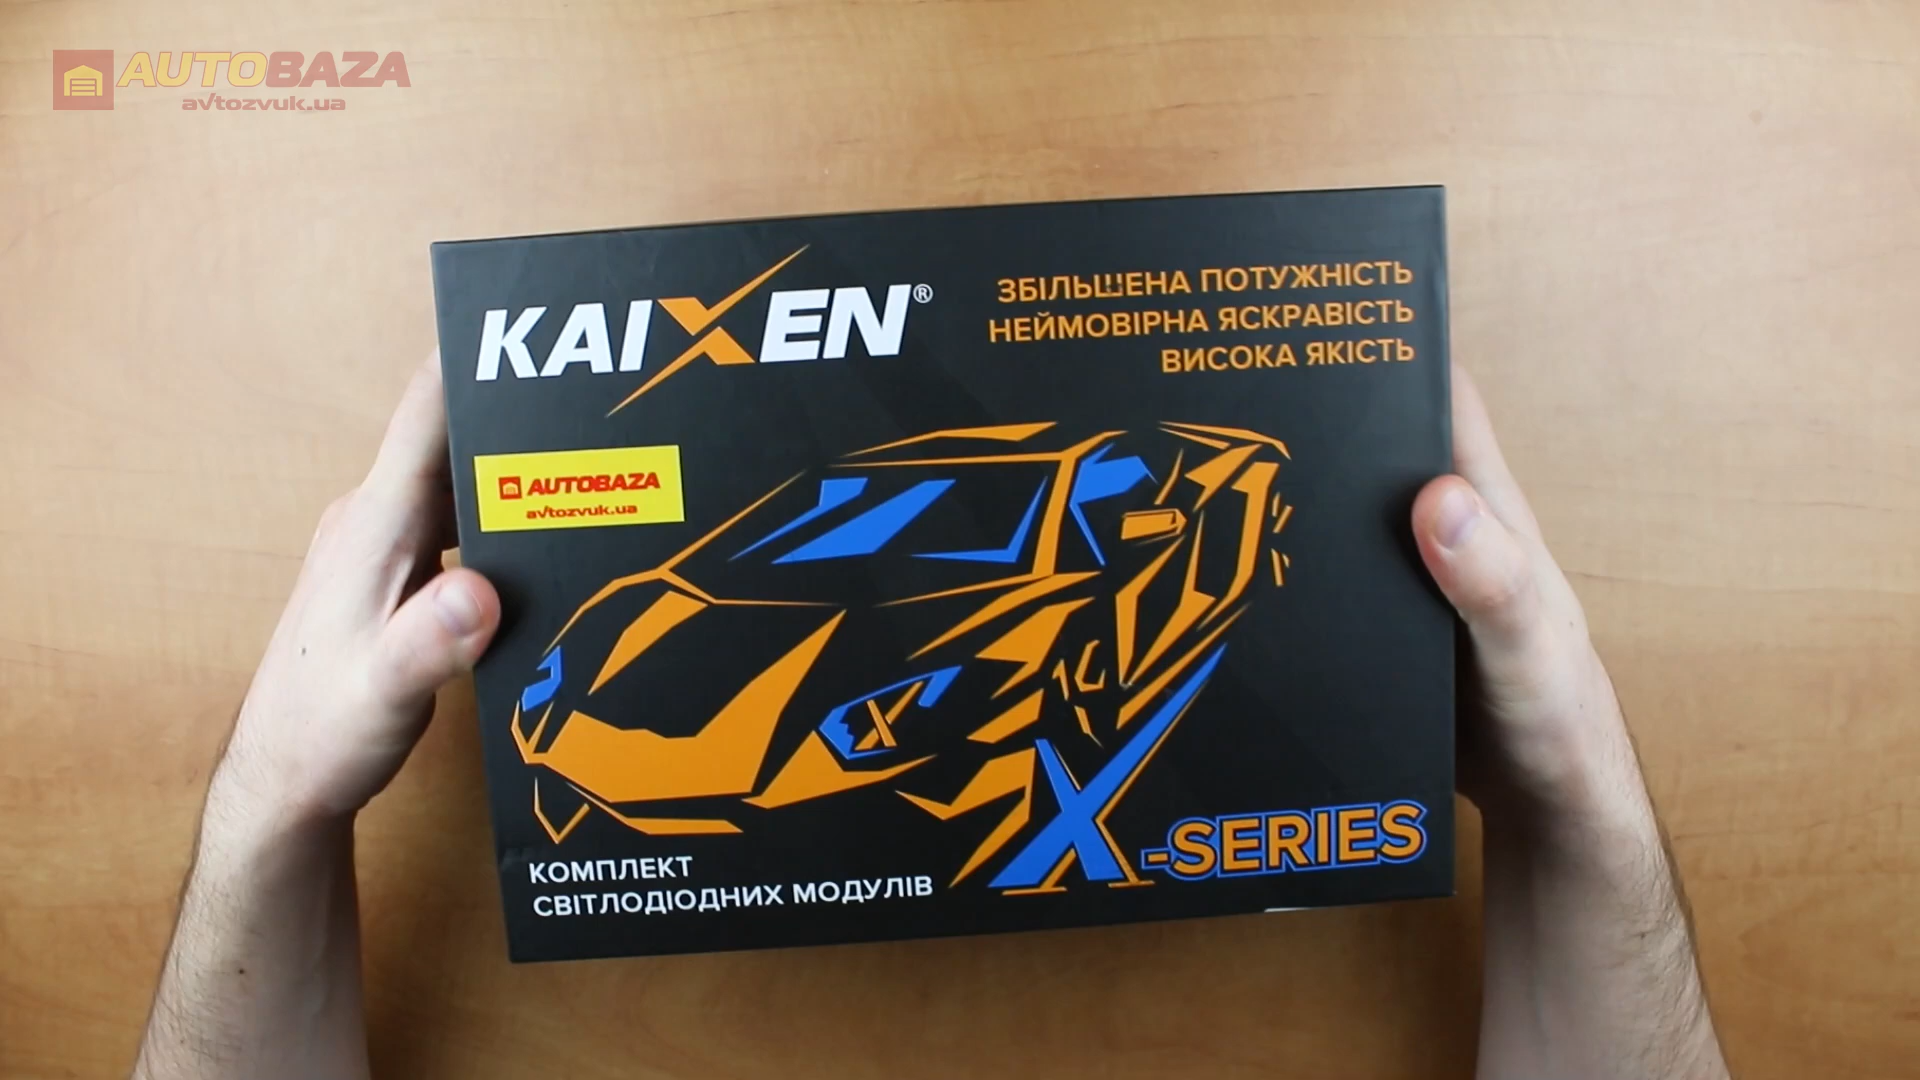 AUTOBAZA
avtozvuk.ua
KAIXEN®
ЗБІЛЬШЕНА ПОТУЖНІСТЬ
НЕЙМОВІРНА ЯСКРАВІСТЬ
ВИСОКА ЯКІСТЬ
AUTOBAZA
avtozvuk.ua
X-SERIES
КОМПЛЕКТ
СВІТЛОДІОДНИХ МОДУЛІВ